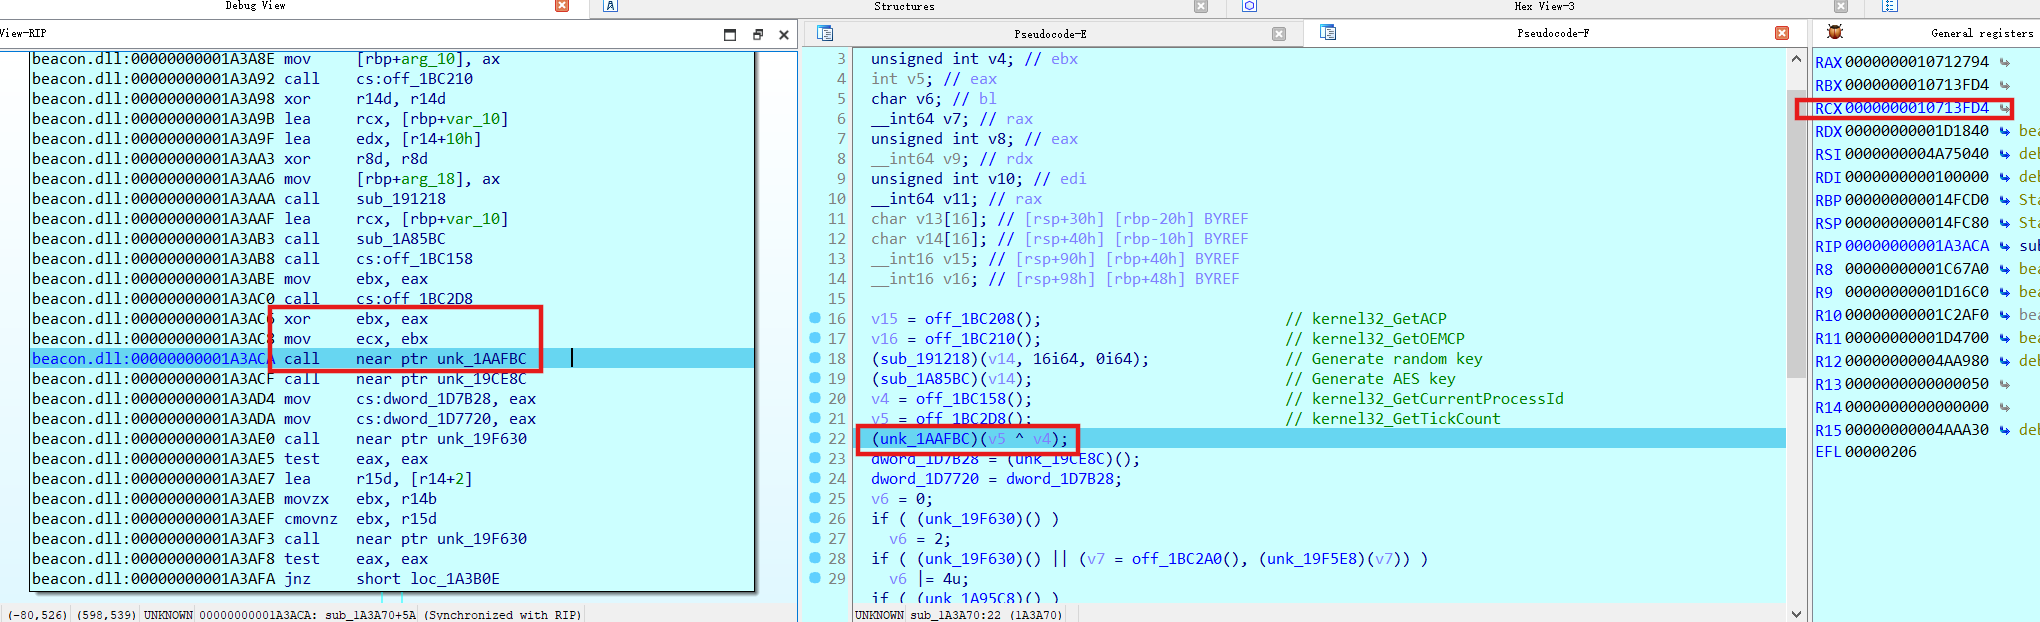 Debug View
Structures
Hex View-3
View-RIP
beacon.dll:00000000001A3A8E mov [rbp+arg_10], ax
beacon.dll:00000000001A3A92 call cs:off_1BC210
beacon.dll:00000000001A3A98 xor r14d, r14d
beacon.dll:00000000001A3A9B lea rcx, [rbp+var_10]
beacon.dll:00000000001A3A9F lea edx, [r14+10h]
beacon.dll:00000000001A3AA3 xor r8d, r8d
beacon.dll:00000000001A3AA6 mov [rbp+arg_18], ax
beacon.dll:00000000001A3AAA call sub_191218
beacon.dll:00000000001A3AAF lea rcx, [rbp+var_10]
beacon.dll:00000000001A3AB3 call sub_1A85BC
beacon.dll:00000000001A3AB8 call cs:off_1BC158
beacon.dll:00000000001A3ABE mov ebx, eax
beacon.dll:00000000001A3AC0 call cs:off_1BC2D8
beacon.dll:00000000001A3AC6 xor ebx, eax
beacon.dll:00000000001A3AC8 mov ecx, ebx
beacon.dll:00000000001A3ACA call near ptr unk_1AAFBC
beacon.dll:00000000001A3ACF call near ptr unk_19CE8C
beacon.dll:00000000001A3AD4 mov cs:dword_1D7B28, eax
beacon.dll:00000000001A3ADA mov cs:dword_1D7720, eax
beacon.dll:00000000001A3AE0 call near ptr unk_19F630
beacon.dll:00000000001A3AE5 test eax, eax
beacon.dll:00000000001A3AE7 lea r15d, [r14+2]
beacon.dll:00000000001A3AEB movzx ebx, r14b
beacon.dll:00000000001A3AEF cmovnz ebx, r15d
beacon.dll:00000000001A3AF3 call near ptr unk_19F630
beacon.dll:00000000001A3AF8 test eax, eax
beacon.dll:00000000001A3AFA jnz short loc_1A3B0E
(-80,526) (598,539) UNKNOWN 00000000001A3ACA: sub_1A3A70+5A (Synchronized with RIP)
Pseudocode-E
Pseudocode-F
3 unsigned int v4; // ebx
4 int v5; // eax
5 char v6; // bl
6 __int64 v7; // rax
7 unsigned int v8; // eax
8 __int64 v9; // rdx
9 unsigned int v10; // edi
10 __int64 v11; // rax
11 char v13[16]; // [rsp+30h] [rbp-20h] BYREF
12 char v14[16]; // [rsp+40h] [rbp-10h] BYREF
13 __int16 v15; // [rsp+90h] [rbp+40h] BYREF
14 __int16 v16; // [rsp+98h] [rbp+48h] BYREF
15
16 v15 = off_1BC208(); // kernel32_GetACP
17 v16 = off_1BC210(); // kernel32_GetOEMCP
18 (sub_191218)(v14, 16i64, 0i64); // Generate random key
19 (sub_1A85BC)(v14); // Generate AES key
20 v4 = off_1BC158(); // kernel32_GetCurrentProcessId
21 v5 = off_1BC2D8(); // kernel32_GetTickCount
22 (unk_1AAFBC)(v5 ^ v4);
23 dword_1D7B28 = (unk_19CE8C)();
24 dword_1D7720 = dword_1D7B28;
25 v6 = 0;
26 if ( (unk_19F630)() )
27 v6 = 2;
28 if ( (unk_19F630)() || (v7 = off_1BC2A0(), (unk_19F5E8)(v7)) )
29 v6 |= 4u;
if ( (unk_1A95C8)() )
UNKNOWN sub_1A3A70:22 (1A3A70)
General registers
RAX 0000000010712794
RBX 0000000010713FD4
RCX 0000000010713FD4
RDX 00000000001D1840 bea
RSI 0000000004A75040 deb
RDI 0000000000100000 deb
RBP 000000000014FCD0 Sta
RSP 000000000014FC80 Sta
RIP 00000000001A3ACA sub
R8 00000000001C67A0 bea
R9 00000000001D16C0 bea
R10 00000000001C2AF0 bea
R11 00000000001D4700 bea
R12 00000000004AA980 deb
R13 0000000000000050
R14 0000000000000000
R15 00000000004AAA30 deb
EFL 00000206